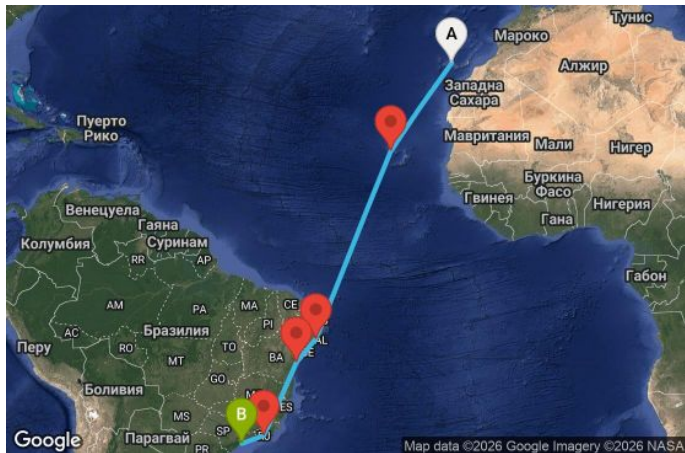 Тунис
A
Мароко
Алжир
Западна
Сахара
Пуерто
Рико
Мавритания
Мали
Нигер
Буркина
Фасо
Гвинея
Нигерия
Гана
Венецуела
Гаяна
Суринам
Колумбия
RR
AP
Габон
AM
PA
MA
CE
PI
AL
AC
Бразилия
TO
Перу
RO
MT
BA
E
GO
Боливия
MS
B
ES
SP
Парагвай
PR
Google
Map data ©2026 Google Imagery ©2026 NASA